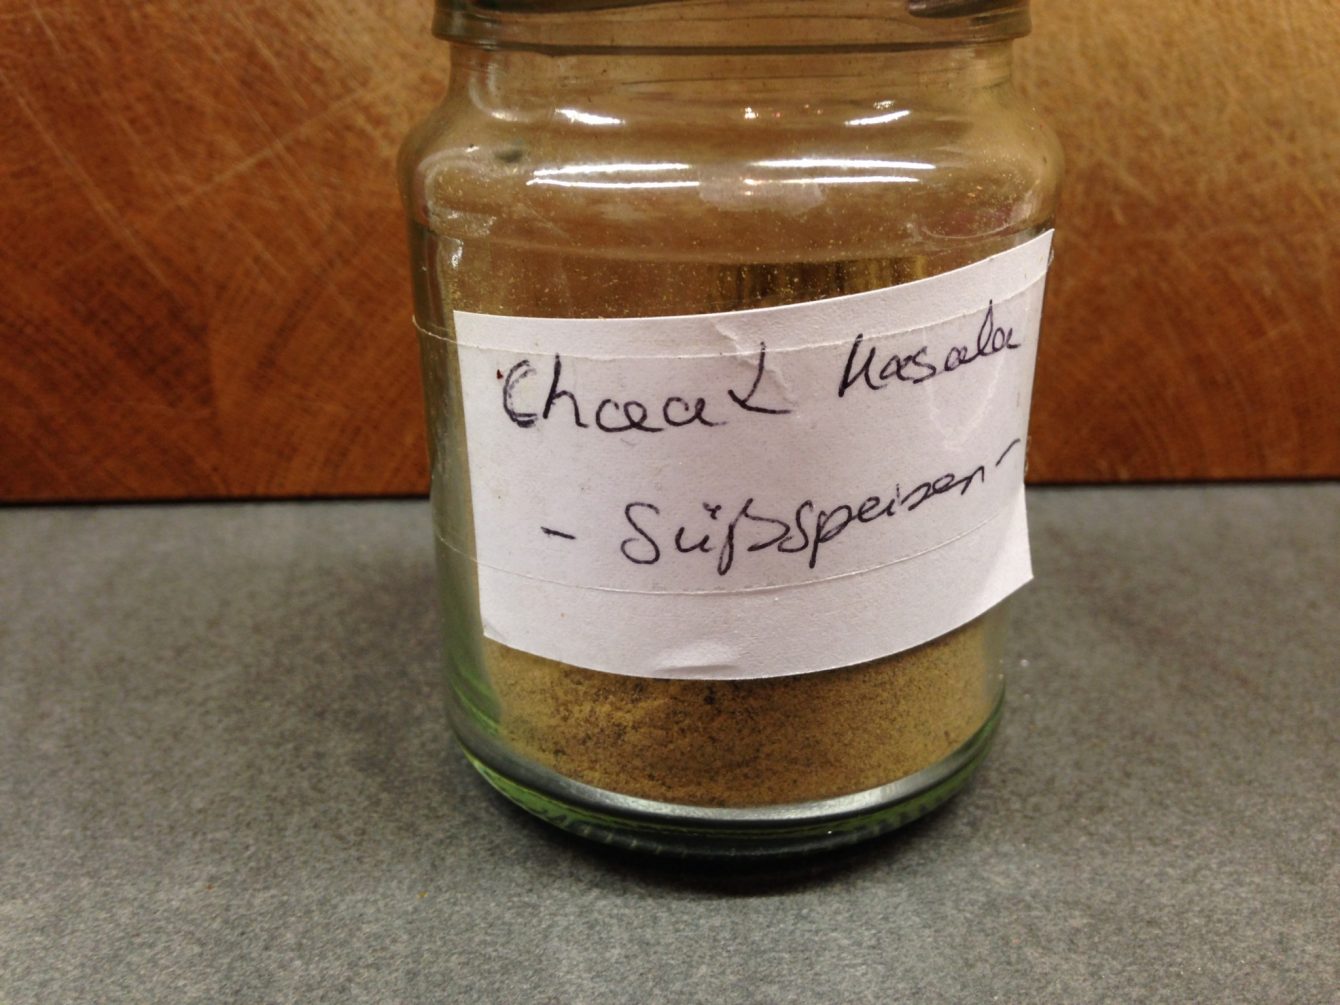 Chaat Masala
- Süßspeisen -